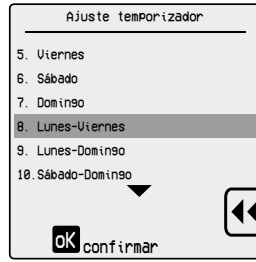 Ajuste temporizador
5. Viernes
6. Sábado
7. Domingo
8. Lunes-Viernes
9. Lunes-Domingo
10.Sábado-Domingo
OK confirmar